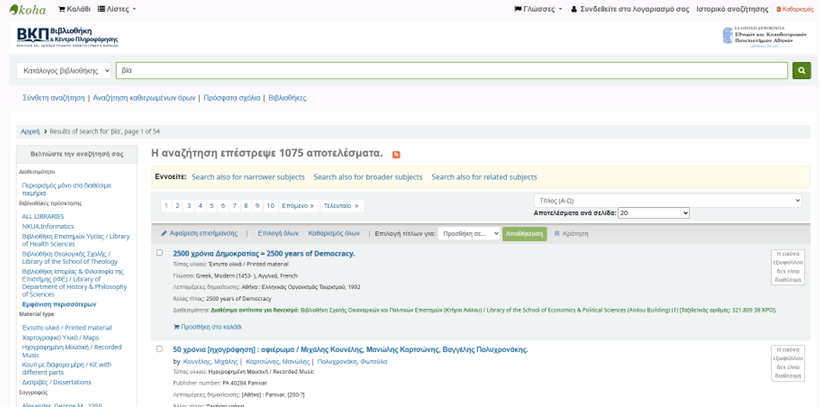 koha Καλάθι Λίστες Γλώσσες Συνδεθείτε στο λογαριασμό σας Ιστορικό αναζήτησης Καθαρισμός
ΒΚΠ Βιβλιοθήκη
& Κέντρο Πληροφόρησης
ΕΛΛΗΝΙΚΗ ΔΗΜΟΚΡΑΤΙΑ
Εθνικόν και Καποδιστριακόν
Πανεπιστήμιον Αθηνών
Κατάλογος βιβλιοθήκης βία
Σύνθετη αναζήτηση | Αναζήτηση καθιερωμένων όρων | Πρόσφατα σχόλια | Βιβλιοθήκες
Αρχική Results of search for 'βία', page 1 of 54
Βελτιώστε την αναζήτησή σας
Διαθεσιμότητα
Περιορισμός μόνο στα διαθέσιμα
τεκμήρια
Βιβλιοθήκες πρόσκτησης
ALL LIBRARIES
NKUA.Informatics
Βιβλιοθήκη Επιστημών Υγείας / Library
of Health Sciences
Βιβλιοθήκη Θεολογικής Σχολής /
Library of the School of Theology
Βιβλιοθήκη Ιστορίας & Φιλοσοφία της
Επιστήμης (ΙΦΕ) / Library of
Department of History & Philosophy
of Sciences
Εμφάνιση περισσότερων
Material type
Έντυπο υλικό / Printed material
Χαρτογραφικό Υλικό / Maps
Ηχογραφημένη Μουσική / Recorded
Music
Κουτί με διάφορα μέρη / Kit with
different parts
Διατριβές / Dissertations
Συγγραφείς
Alexander, George M., 1950
Η αναζήτηση επέστρεψε 1075 αποτελέσματα.
Εννοείτε: Search also for narrower subjects Search also for broader subjects Search also for related subjects
1 2 3 4 5 6 7 8 9 10 Επόμενο » Τελευταίο »
Τίτλος (Α-Ω)
Αποτελέσματα ανά σελίδα: 20
Αφαίρεση επισήμανσης | Επιλογή όλων Καθαρισμός όλων | Επιλογή τίτλων για: Προσθήκη σε... Αποθήκευση Κράτηση
2500 χρόνια Δημοκρατίας = 2500 years of Democracy.
Τύπος υλικού: Έντυπο υλικό / Printed material
Γλώσσα: Greek, Modern (1453- ), Αγγλικά, French
Λεπτομέρειες δημοσίευσης: Αθήνα : Ελληνικός Οργανισμός Τουρισμού, 1992
Άλλος τίτλος: 2500 years of Democracy
Διαθεσιμότητα: Διαθέσιμα αντίτυπα για δανεισμό: Βιβλιοθήκη Σχολής Οικονομικών και Πολιτικών Επιστημών (Κτήριο Αιόλου) / Library of the School of Economics & Political Sciences (Aiolou Building) (1) [Ταξιθετικός αριθμός: 321.809 38 ΧΡΟ].
Προσθήκη στο καλάθι
Η εικόνα
εξωφύλλου
δεν είναι
διαθέσιμη
50 χρόνια [ηχογράφηση] : αφιέρωμα / Μιχάλης Κουνέλης, Μανώλης Καρτσώνης, Βαγγέλης Πολυχρονάκης.
by Κουνέλης, Μιχάλης | Καρτσώνης, Μανώλης | Πολυχρονάκη, Φωτούλα
Τύπος υλικού: Ηχογραφημένη Μουσική / Recorded Music
Publisher number: PA 40284 Panivar
Λεπτομέρειες δημοσίευσης: [Αθήνα] : Panivar, [200-?]
Η εικόνα
εξωφύλλου
δεν είναι
διαθέσιμη